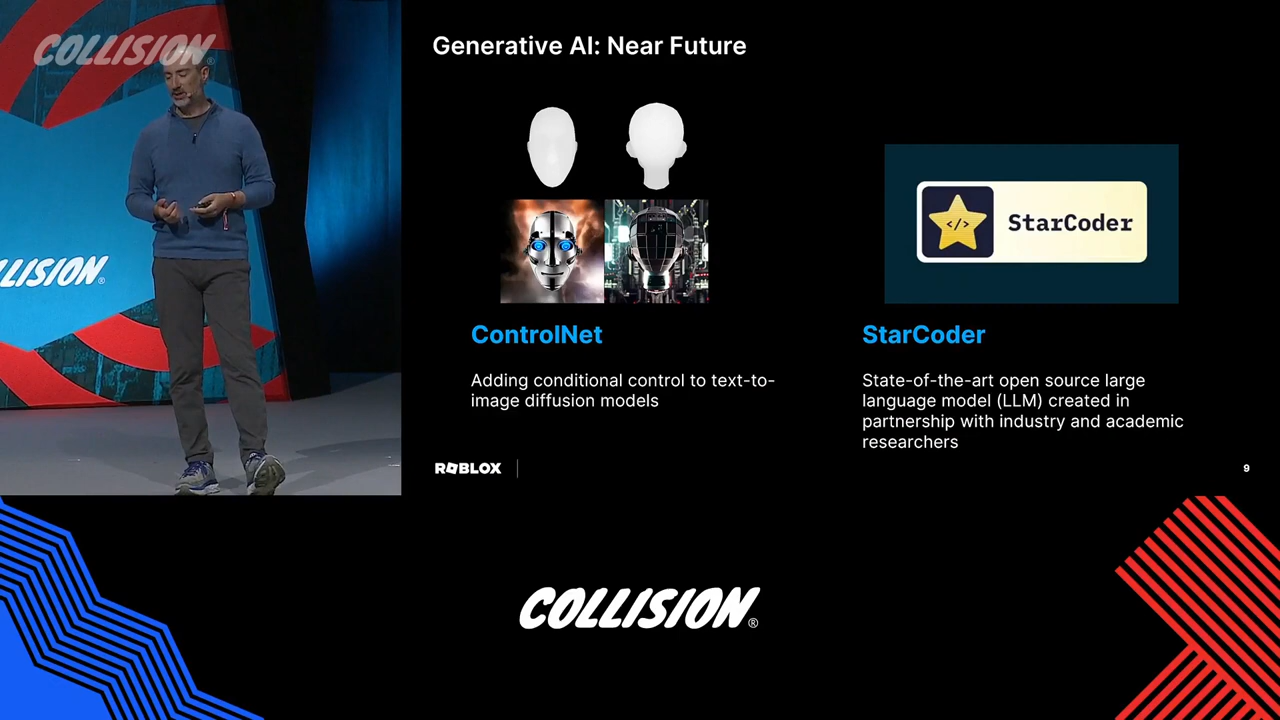 COLLISION®
LLISION®
Generative AI: Near Future
</> StarCoder
ControlNet
Adding conditional control to text-to-
image diffusion models
StarCoder
State-of-the-art open source large
language model (LLM) created in
partnership with industry and academic
researchers
ROBLOX
9
COLLISION®